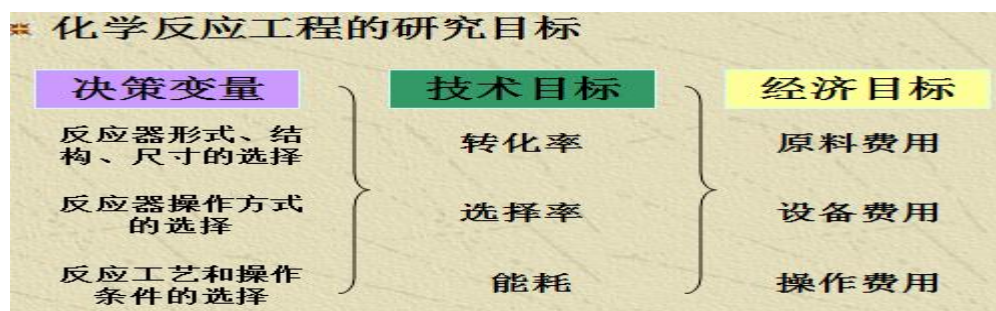 化学反应工程的研究目标
决策变量
技术目标
经济目标
反应器形式、结
构、尺寸的选择
转化率
原料费用
反应器操作方式
的选择
选择率
设备费用
反应工艺和操作
条件的选择
能耗
操作费用